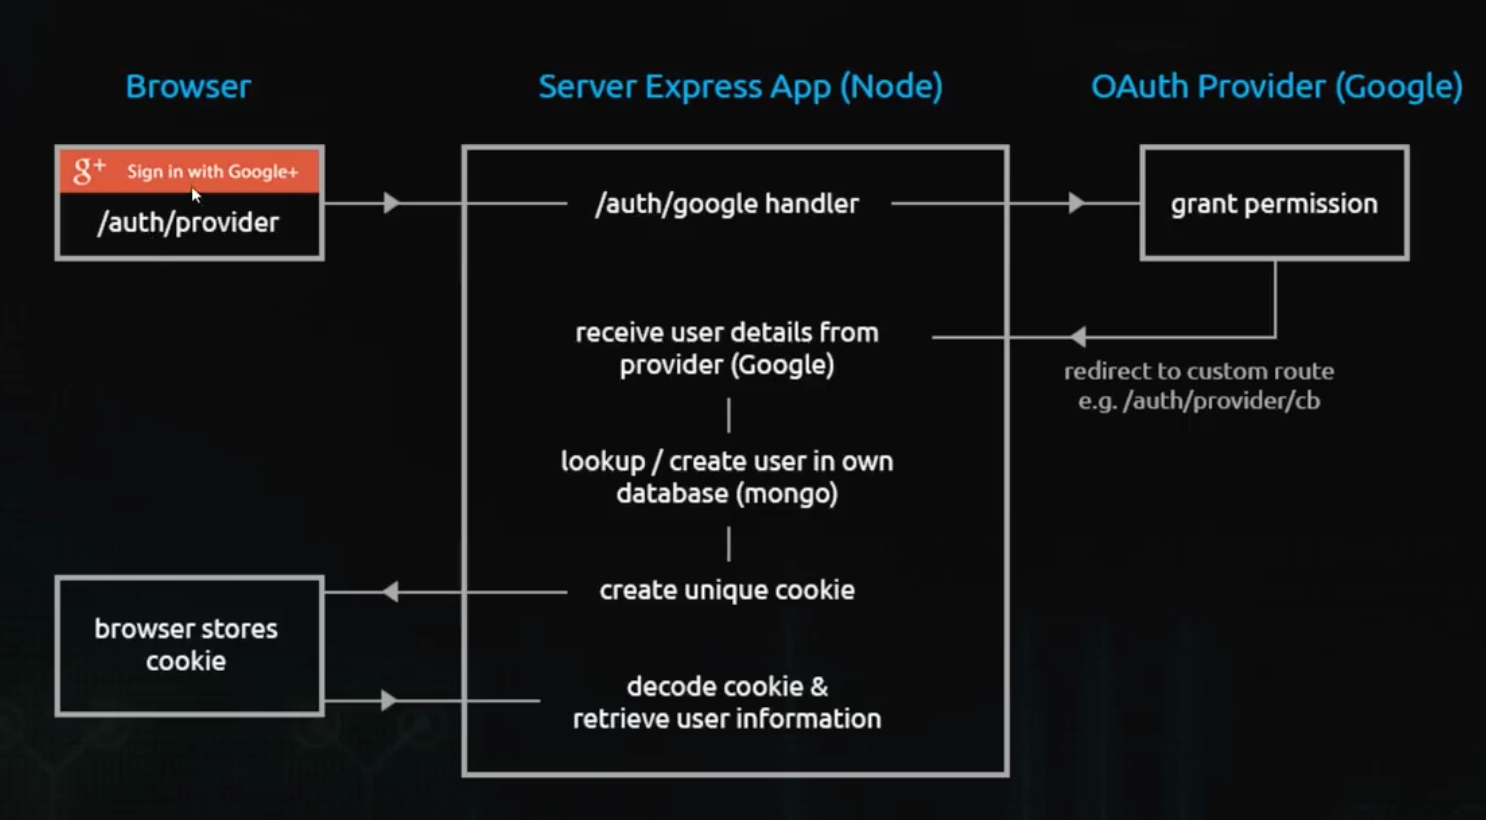 Browser
Server Express App (Node)
OAuth Provider (Google)
g+ Sign in with Google+
/auth/provider
/auth/google handler
grant permission
receive user details from
provider (Google)
redirect to custom route
e.g. /auth/provider/cb
lookup / create user in own
database (mongo)
create unique cookie
browser stores
cookie
decode cookie &
retrieve user information